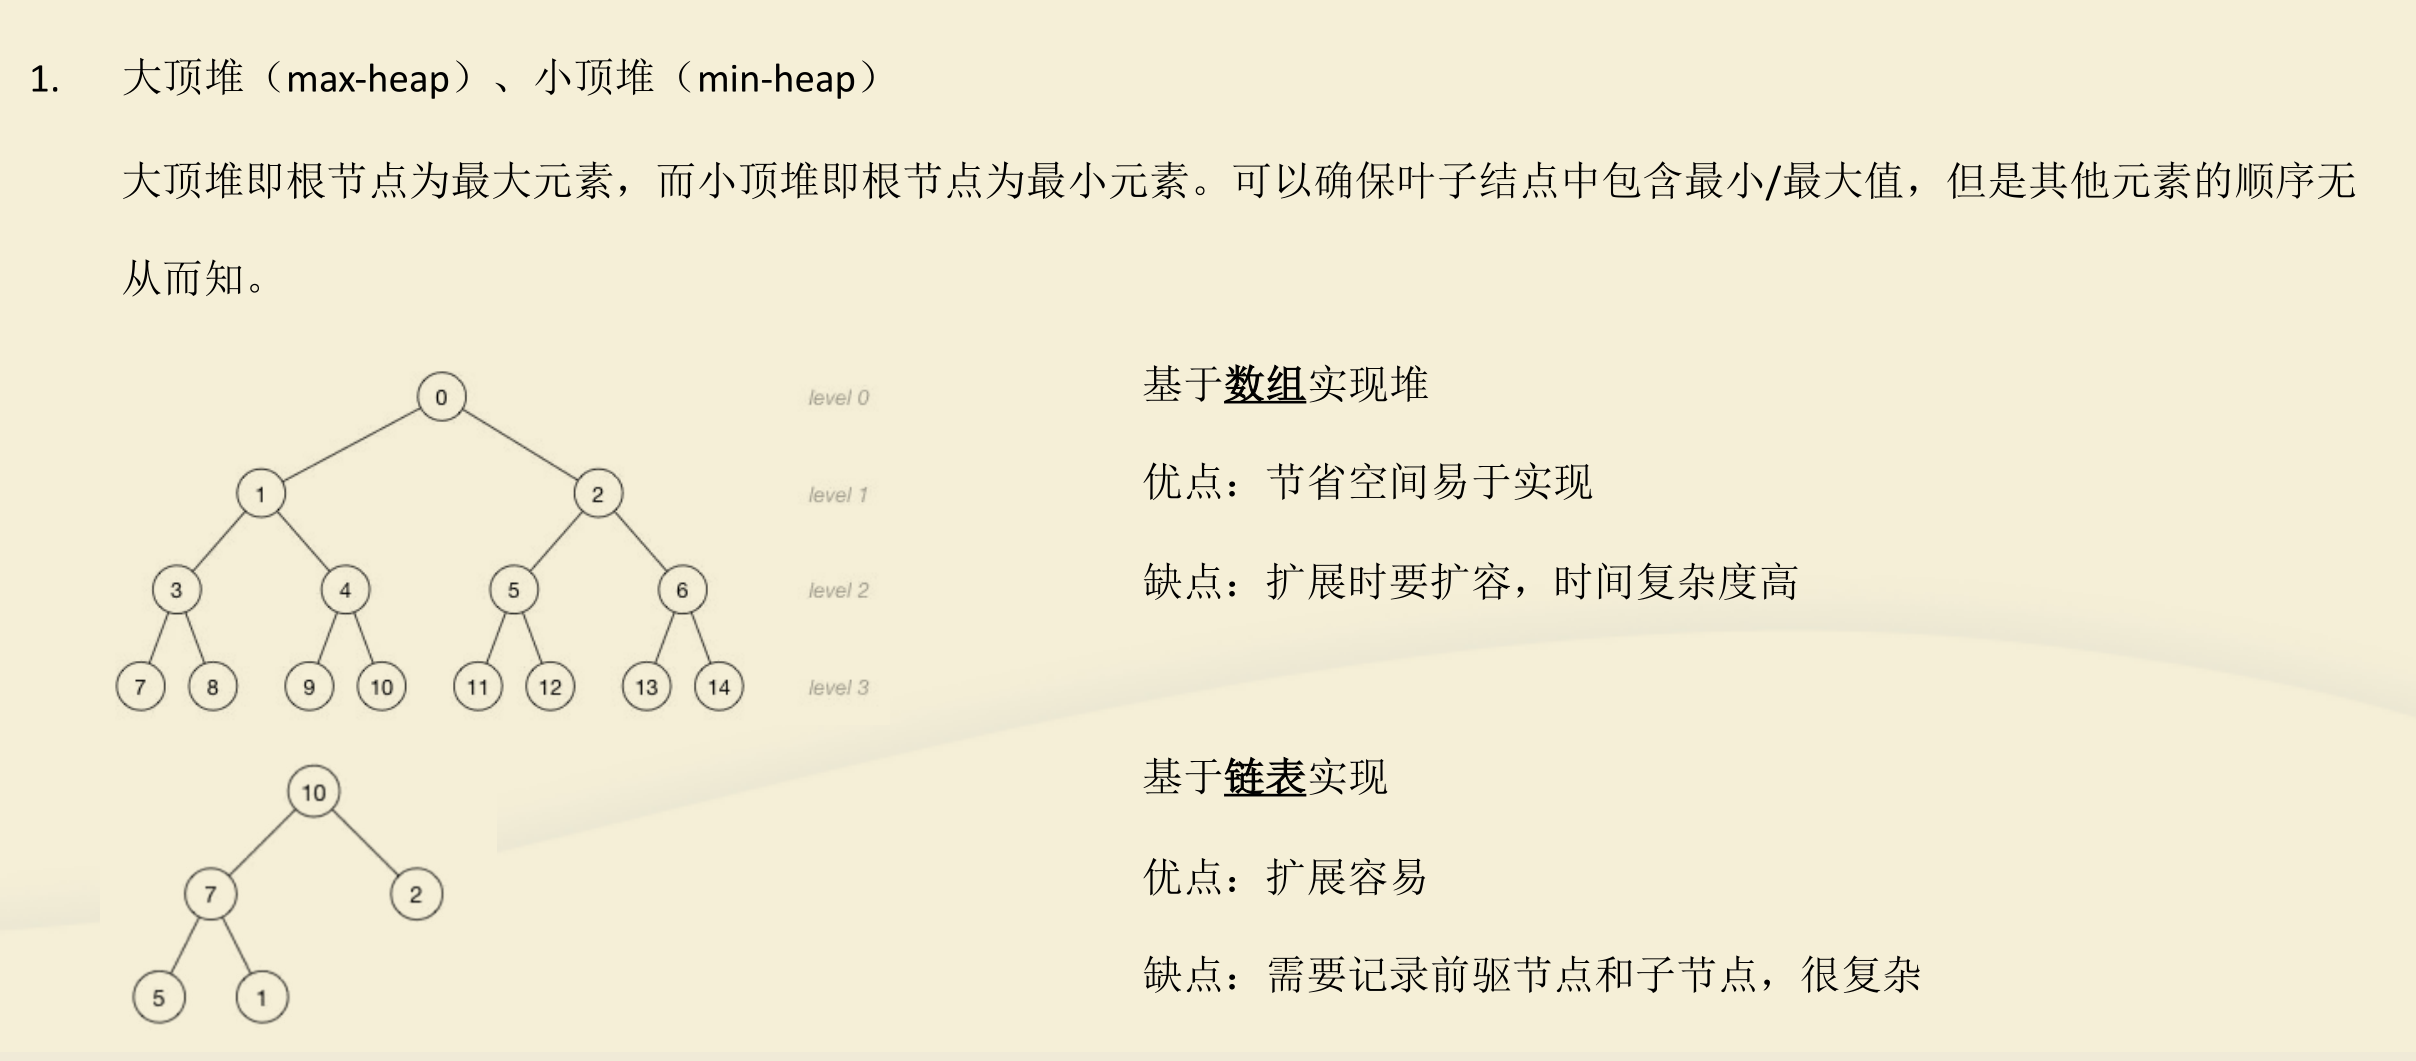 1. 大顶堆（max-heap）、小顶堆（min-heap）
大顶堆即根节点为最大元素，而小顶堆即根节点为最小元素。可以确保叶子结点中包含最小/最大值，但是其他元素的顺序无
从而知。
0 level 0
1 2 level 1
3 4 5 6 level 2
7 8 9 10 11 12 13 14 level 3
基于数组实现堆
优点：节省空间易于实现
缺点：扩展时要扩容，时间复杂度高
10
7 2
5 1
基于链表实现
优点：扩展容易
缺点：需要记录前驱节点和子节点，很复杂